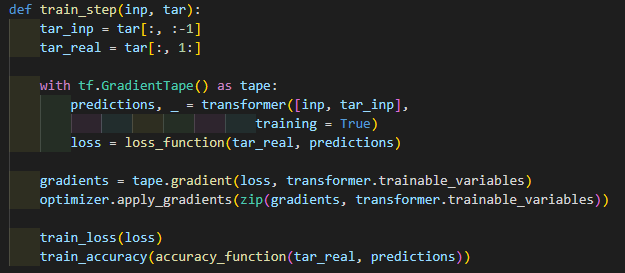 def train_step(inp, tar):
    tar_inp = tar[:, :-1]
    tar_real = tar[:, 1:]

    with tf.GradientTape() as tape:
        predictions, _ = transformer([inp, tar_inp],
                                training = True)
        loss = loss_function(tar_real, predictions)

    gradients = tape.gradient(loss, transformer.trainable_variables)
    optimizer.apply_gradients(zip(gradients, transformer.trainable_variables))

    train_loss(loss)
    train_accuracy(accuracy_function(tar_real, predictions))